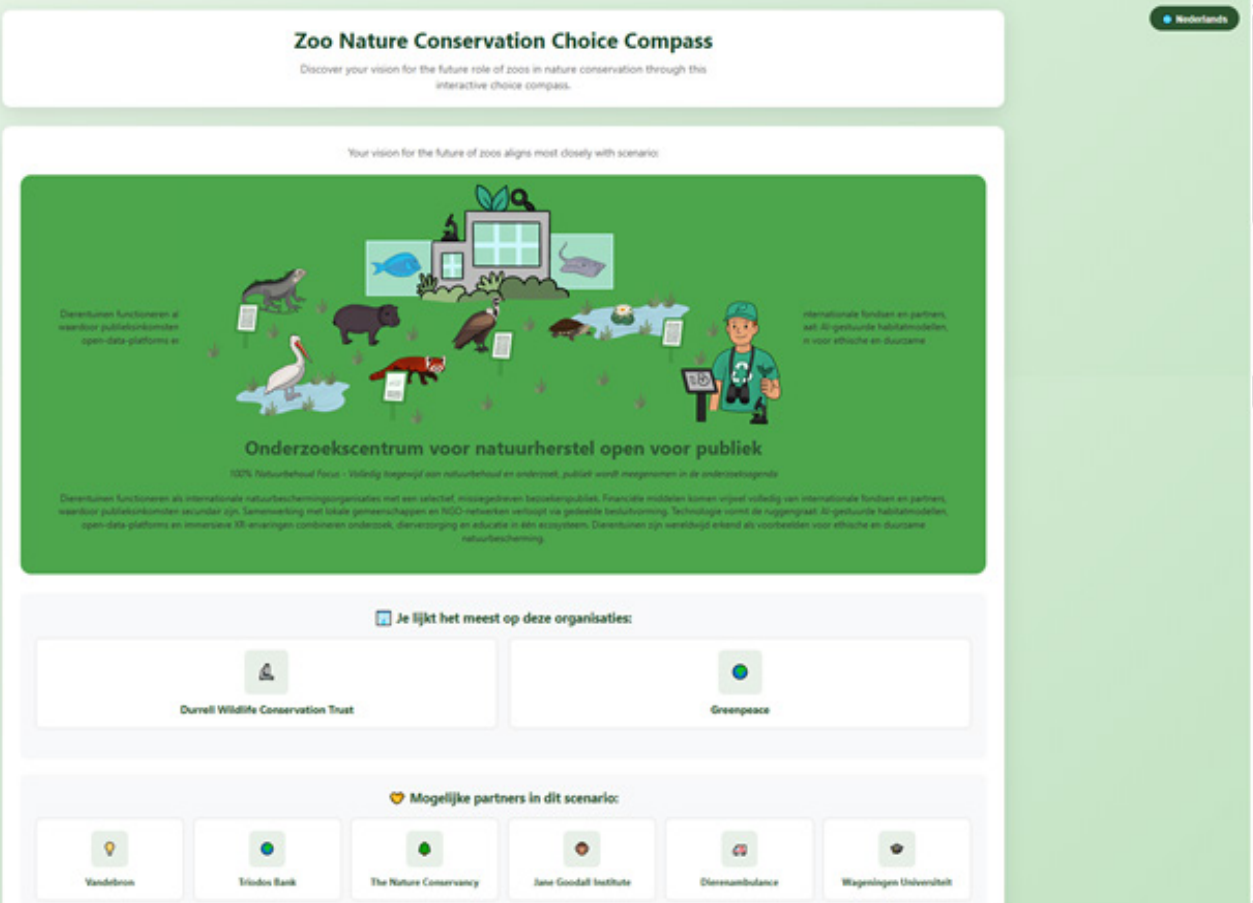 Nederlands
Zoo Nature Conservation Choice Compass
Discover your vision for the future role of zoos in nature conservation through this
interactive choice compass.
Your vision for the future of zoos aligns most closely with scenario:
Dierentuinen functioneren al
waardoor publieksinkomsten
open-data-platforms er
nternationale fondsen en partners,
aat: AI-gestuurde habitatmodellen,
n voor ethische en duurzame
Onderzoekscentrum voor natuurherstel open voor publiek
100% Natuurbehoud Focus - Volledig toegewijd aan natuurbehoud en onderzoek, publiek wordt meegenomen in de onderzoeksagenda
Dierentuinen functioneren als internationale natuurbeschermingsorganisaties met een selectief, missiegedreven bezoekerspubliek. Financiële middelen komen vrijwel volledig van internationale fondsen en partners,
waardoor publieksinkomsten secundair zijn. Samenwerking met lokale gemeenschappen en NGO-netwerken verloopt via gedeelde besluitvorming. Technologie vormt de ruggengraat: AI-gestuurde habitatmodellen,
open-data-platforms en immersieve XR-ervaringen combineren onderzoek, dierverzorging en educatie in één ecosysteem. Dierentuinen zijn wereldwijd erkend als voorbeelden voor ethische en duurzame
natuurbescherming.
Je lijkt het meest op deze organisaties:
Durrell Wildlife Conservation Trust
Greenpeace
Mogelijke partners in dit scenario:
Vandebron
Triodos Bank
The Nature Conservancy
Jane Goodall Institute
Dierenambulance
Wageningen Universiteit